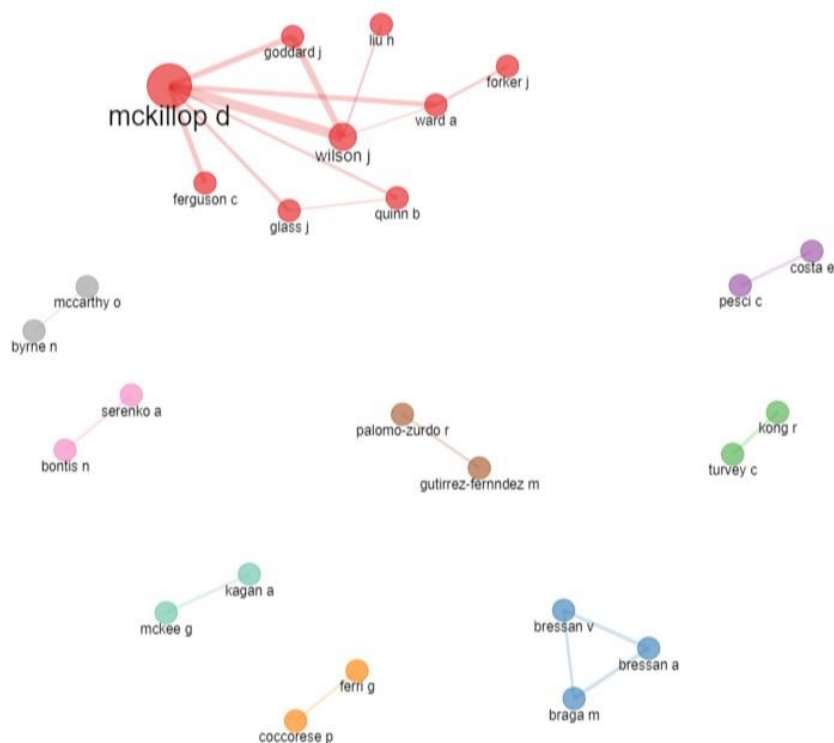 goddard j
liu h
forker j
mckillop d
ward a
wilson j
ferguson c
quinn b
glass j
costa e
pesci c
mccarthy o
byrne n
serenko a
bontis n
palomo-zurdo r
gutirrez-fernndez m
kong r
turvey c
kagan a
mckee g
bressan v
bressan a
braga m
ferri g
coccorese p